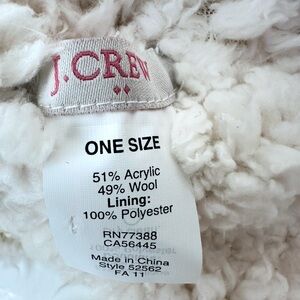 J.CREW
ONE SIZE
51% Acrylic
49% Wool
Lining:
100% Polyester
RN77388
CA56445
Made in China
Style 52562
FA 11